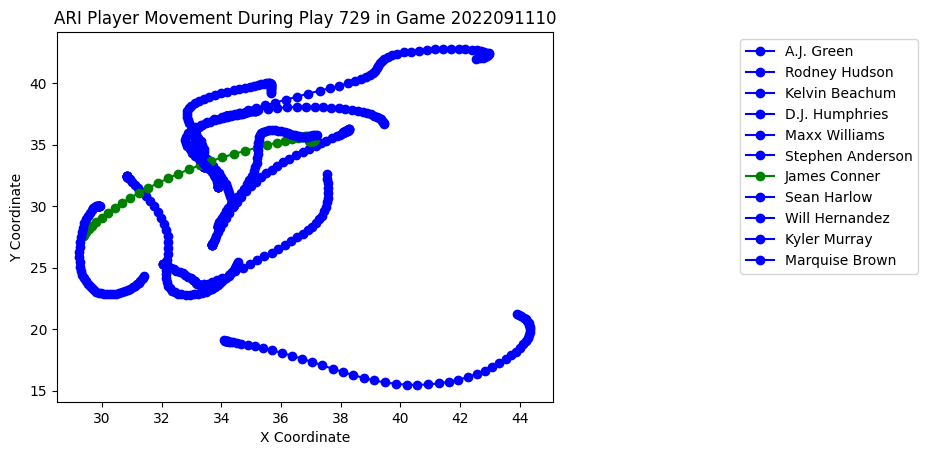 ARI Player Movement During Play 729 in Game 2022091110
A.J. Green
Rodney Hudson
Kelvin Beachum
D.J. Humphries
Maxx Williams
Stephen Anderson
James Conner
Sean Harlow
Will Hernandez
Kyler Murray
Marquise Brown
Y Coordinate
40
35
30
25
20
15
30 32 34 36 38 40 42 44
X Coordinate